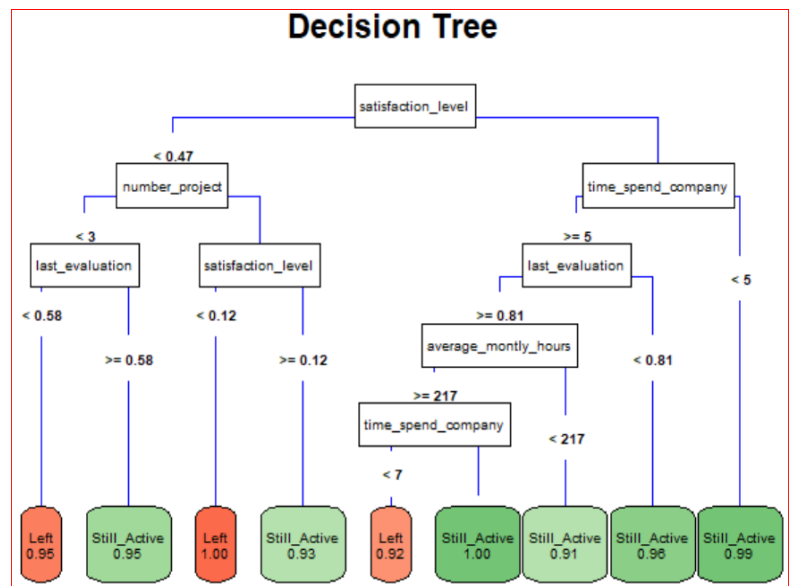 Decision Tree
satisfaction_level
< 0.47
number_project
time_spend_company
< 3
>= 5
last_evaluation
satisfaction_level
last_evaluation
< 5
< 0.58
< 0.12
>= 0.81
average_montly_hours
>= 0.58
>= 0.12
< 0.81
>= 217
time_spend_company
< 217
< 7
Left
0.95
Still_Active
0.95
Left
1.00
Still_Active
0.93
Left
0.92
Still_Active
1.00
Still_Active
0.91
Still_Active
0.96
Still_Active
0.99